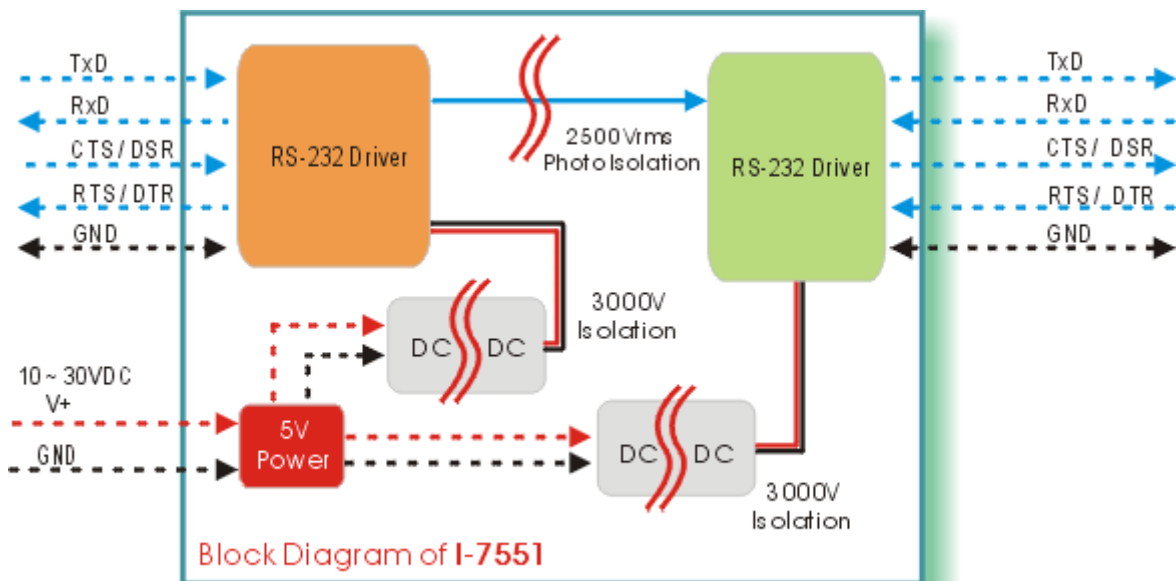 TxD
RxD
CTS/DSR
RTS/DTR
GND
RS-232 Driver
2500Vrms
Photo Isolation
RS-232 Driver
TxD
RxD
CTS/ DSR
RTS/ DTR
GND
DC DC
3000V
Isolation
10~30VDC
V+
GND
5V
Power
DC DC
3000V
Isolation
Block Diagram of I-7551